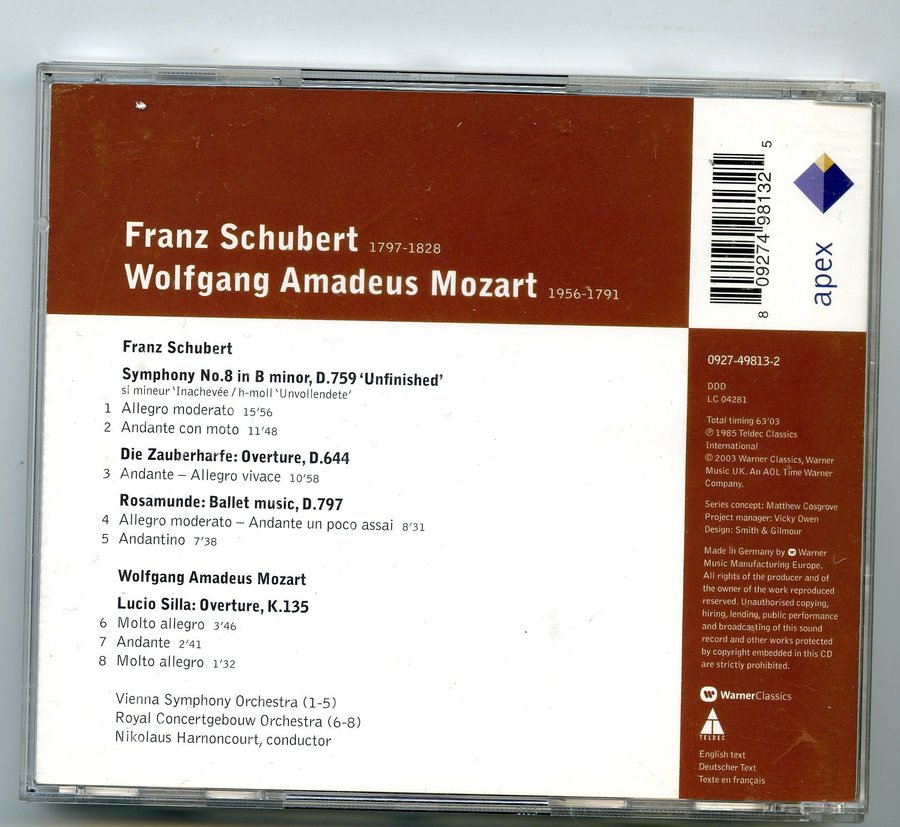 Franz Schubert 1797-1828
Wolfgang Amadeus Mozart 1956-1791
Franz Schubert
Symphony No.8 in B minor, D.759 ‘Unfinished’
si mineur ‘Inachevée / h-moll ‘Unvollendete’
1 Allegro moderato 15’56
2 Andante con moto 11’48
Die Zauberharfe: Overture, D.644
3 Andante – Allegro vivace 10’58
Rosamunde: Ballet music, D.797
4 Allegro moderato – Andante un poco assai 8’31
5 Andantino 7’38
Wolfgang Amadeus Mozart
Lucio Silla: Overture, K.135
6 Molto allegro 3’46
7 Andante 2’41
8 Molto allegro 1’32
Vienna Symphony Orchestra (1-5)
Royal Concertgebouw Orchestra (6-8)
Nikolaus Harnoncourt, conductor
8 09274 98132 5
apex
0927-49813-2
DDD
LC 04281
Total timing 63’03
℗ 1985 Teldec Classics
International
© 2003 Warner Classics, Warner
Music UK. An AOL Time Warner
Company.
Series concept: Matthew Cosgrove
Project manager: Vicky Owen
Design: Smith & Gilmour
Made in Germany by Warner
Music Manufacturing Europe.
All rights of the producer and of
the owner of the work reproduced
reserved. Unauthorised copying,
hiring, lending, public performance
and broadcasting of this sound
record and other works protected
by copyright embedded in this CD
are strictly prohibited.
WarnerClassics
TELDEC
English text
Deutscher Text
Texte en français